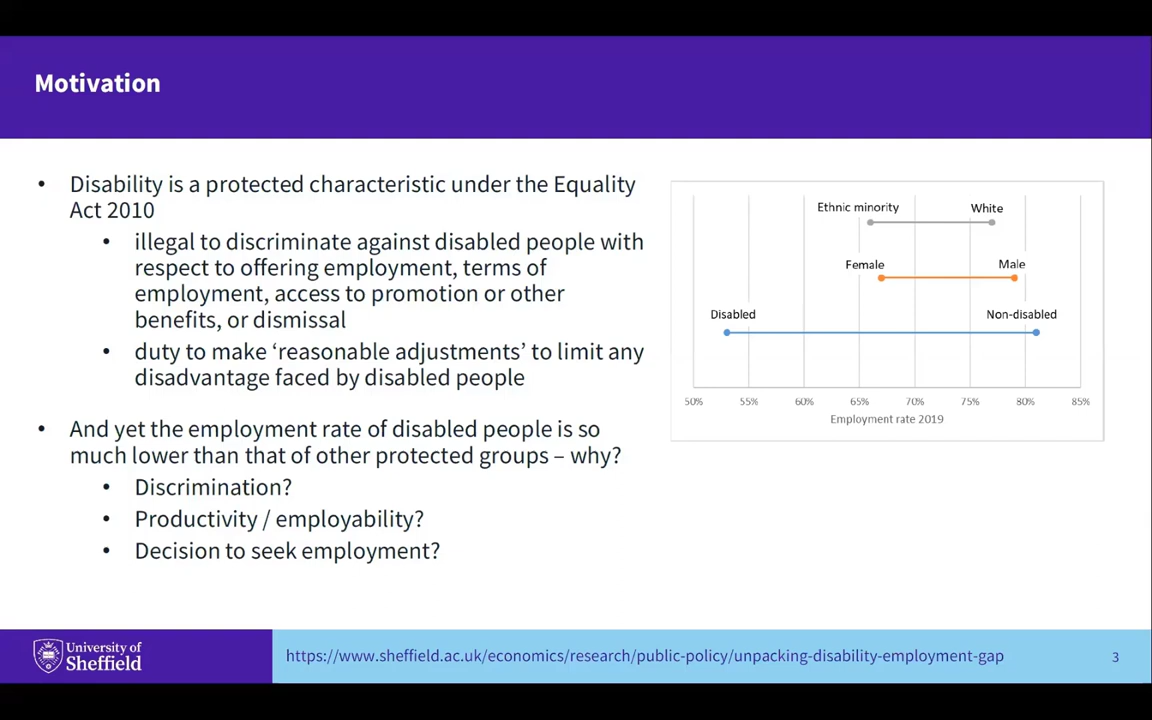 Motivation
• Disability is a protected characteristic under the Equality
Act 2010
• illegal to discriminate against disabled people with
respect to offering employment, terms of
employment, access to promotion or other
benefits, or dismissal
• duty to make ‘reasonable adjustments’ to limit any
disadvantage faced by disabled people
• And yet the employment rate of disabled people is so
much lower than that of other protected groups – why?
• Discrimination?
• Productivity / employability?
• Decision to seek employment?
Ethnic minority White
Female Male
Disabled Non-disabled
50% 55% 60% 65% 70% 75% 80% 85%
Employment rate 2019
University of
Sheffield
https://www.sheffield.ac.uk/economics/research/public-policy/unpacking-disability-employment-gap
3